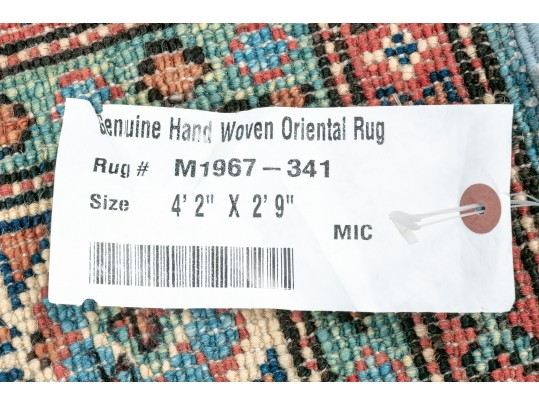 Genuine Hand Woven Oriental Rug
Rug # M1967-341
Size 4' 2" X 2' 9"
MIC